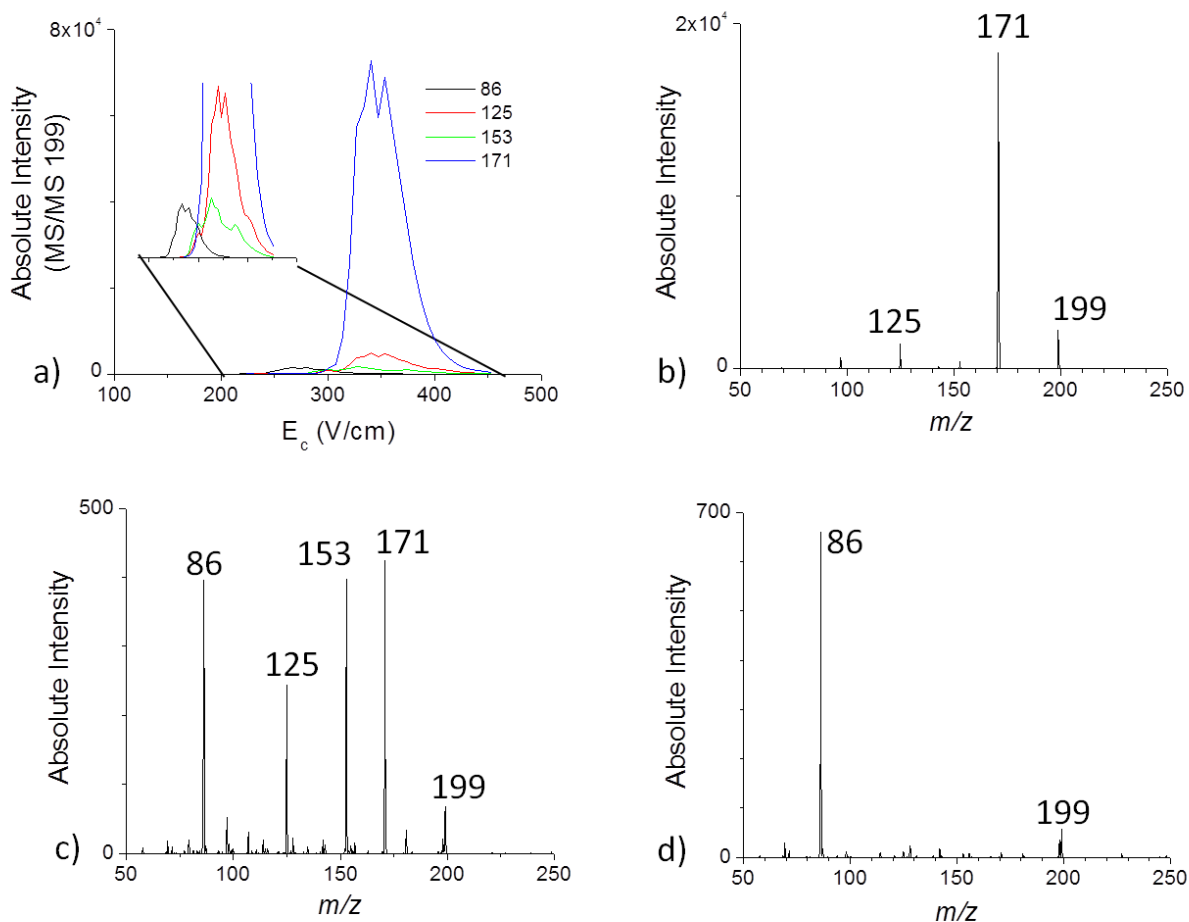 8x10⁴
0
Absolute Intensity
(MS/MS 199)
86
125
153
171
100 200 300 400 500
E_c (V/cm)
a)
2x10⁴
0
Absolute Intensity
171
125
199
50 100 150 200 250
m/z
b)
500
0
Absolute Intensity
86
125
153
171
199
50 100 150 200 250
m/z
c)
700
0
Absolute Intensity
86
199
50 100 150 200 250
m/z
d)